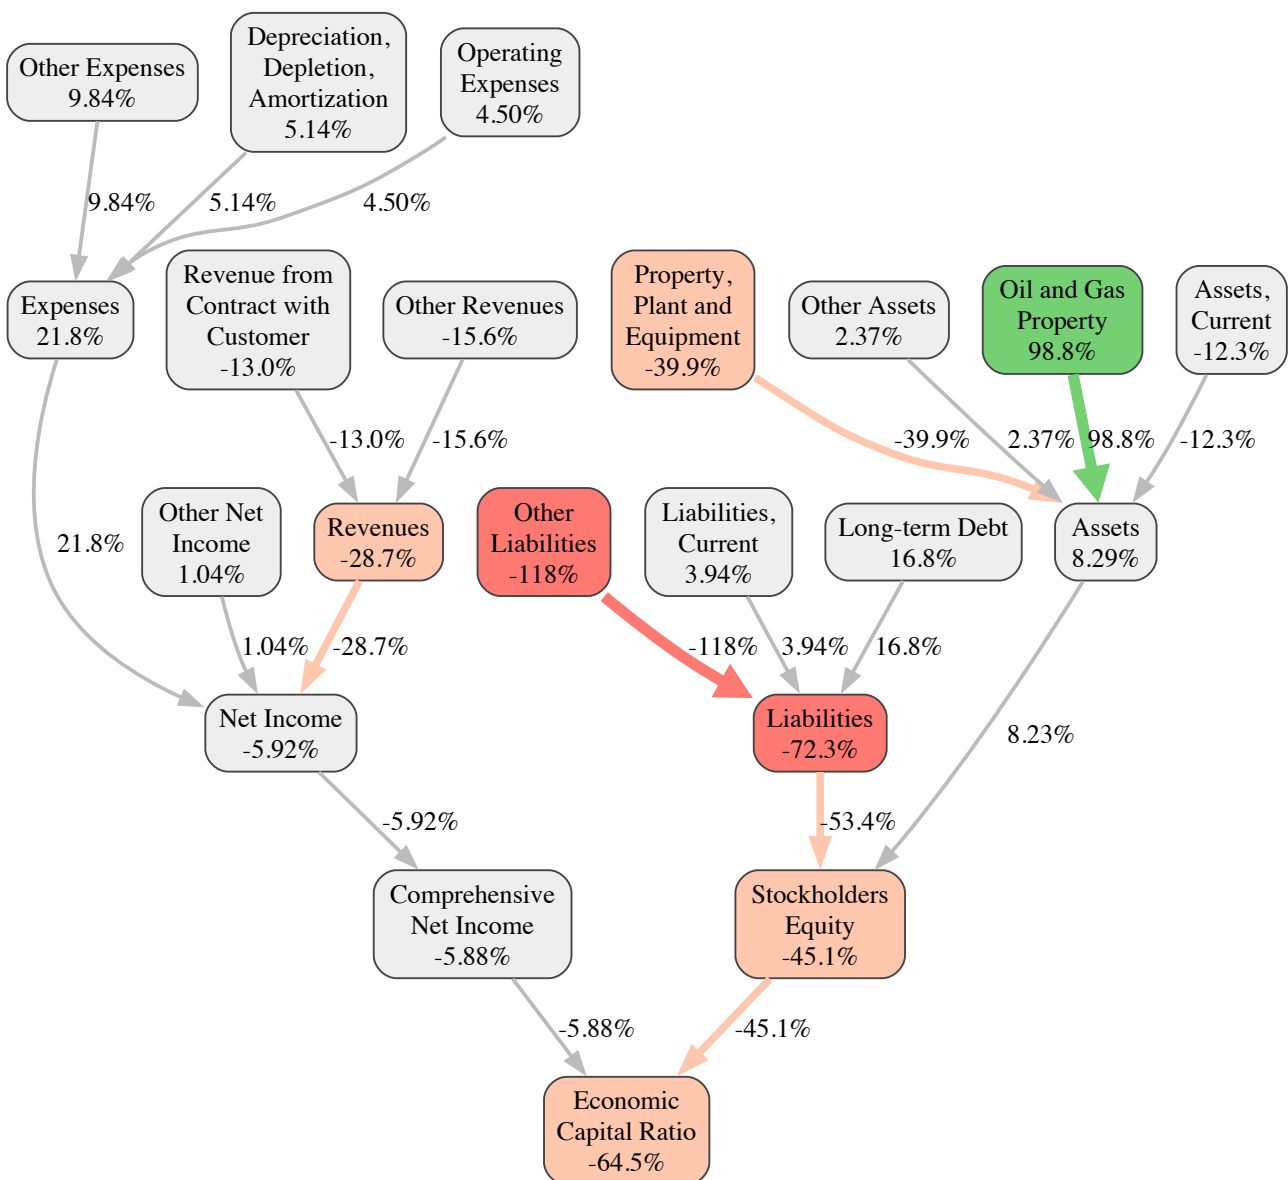 Other Expenses
9.84%
Depreciation,
Depletion,
Amortization
5.14%
Operating
Expenses
4.50%
9.84%
5.14%
4.50%
Expenses
21.8%
Revenue from
Contract with
Customer
-13.0%
Other Revenues
-15.6%
Property,
Plant and
Equipment
-39.9%
Other Assets
2.37%
Oil and Gas
Property
98.8%
Assets,
Current
-12.3%
-13.0%
-15.6%
-39.9%
2.37%
98.8%
-12.3%
21.8%
Other Net
Income
1.04%
Revenues
-28.7%
Other
Liabilities
-118%
Liabilities,
Current
3.94%
Long-term Debt
16.8%
Assets
8.29%
1.04%
-28.7%
-118%
3.94%
16.8%
Net Income
-5.92%
Liabilities
-72.3%
8.23%
-5.92%
-53.4%
Comprehensive
Net Income
-5.88%
Stockholders
Equity
-45.1%
-5.88%
-45.1%
Economic
Capital Ratio
-64.5%